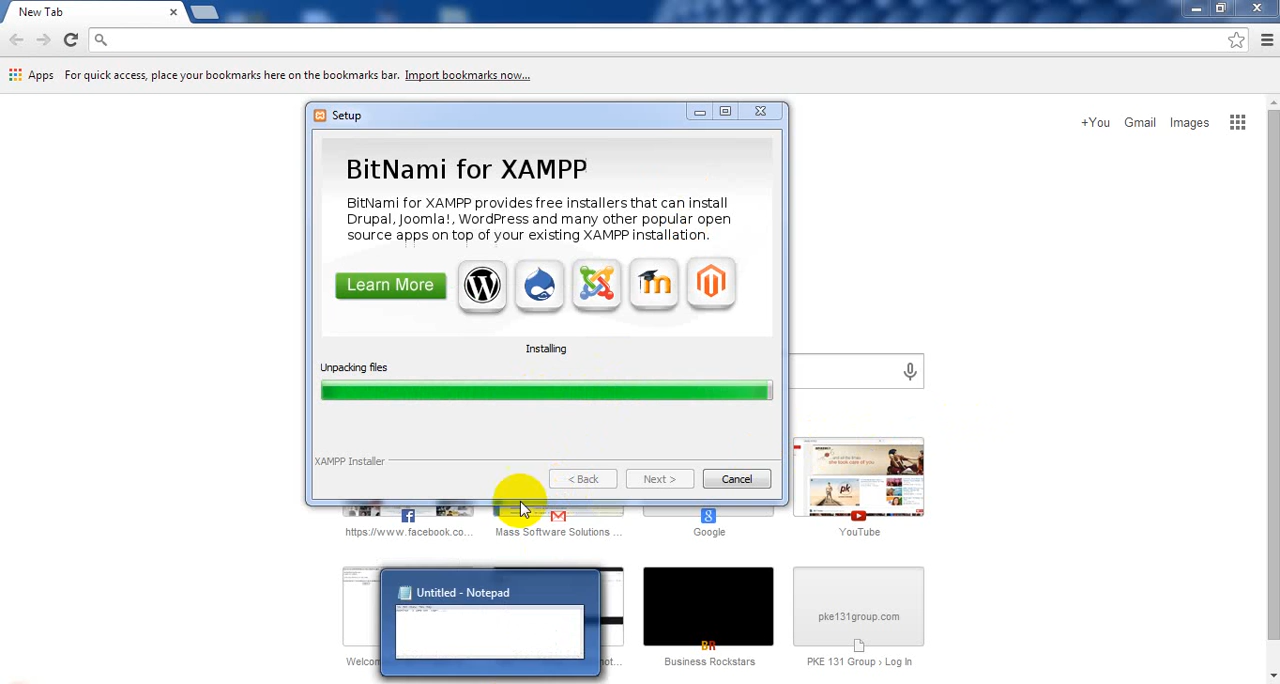 New Tab
Apps For quick access, place your bookmarks here on the bookmarks bar. Import bookmarks now...
+You Gmail Images
Setup
BitNami for XAMPP
BitNami for XAMPP provides free installers that can install
Drupal, Joomla!, WordPress and many other popular open
source apps on top of your existing XAMPP installation.
Learn More
Installing
Unpacking files
XAMPP Installer
< Back Next > Cancel
https://www.facebook.co... Mass Software Solutions ... Google YouTube
Untitled - Notepad
pke131group.com
Business Rockstars PKE 131 Group › Log In